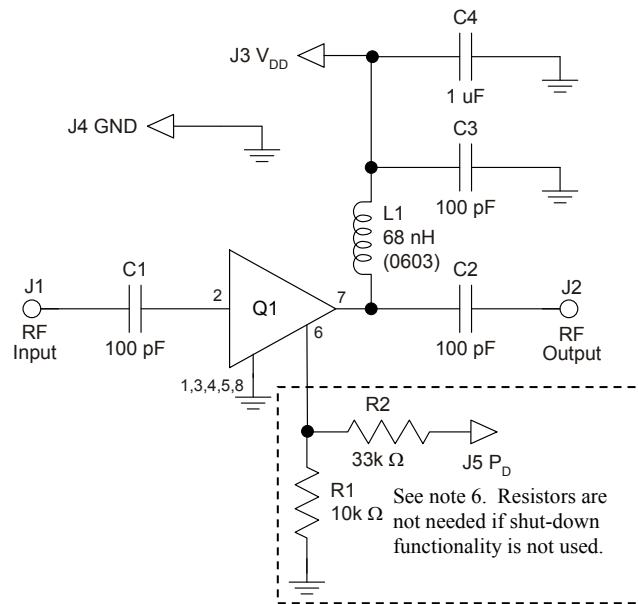 C4
J3 V_DD
1 uF
J4 GND
C3
100 pF
L1
68 nH
(0603)
C1
C2
J1
J2
2
Q1
7
6
RF
Input
100 pF
100 pF
RF
Output
1,3,4,5,8
R2
33k Ω
J5 P_D
R1
10k Ω
See note 6. Resistors are
not needed if shut-down
functionality is not used.